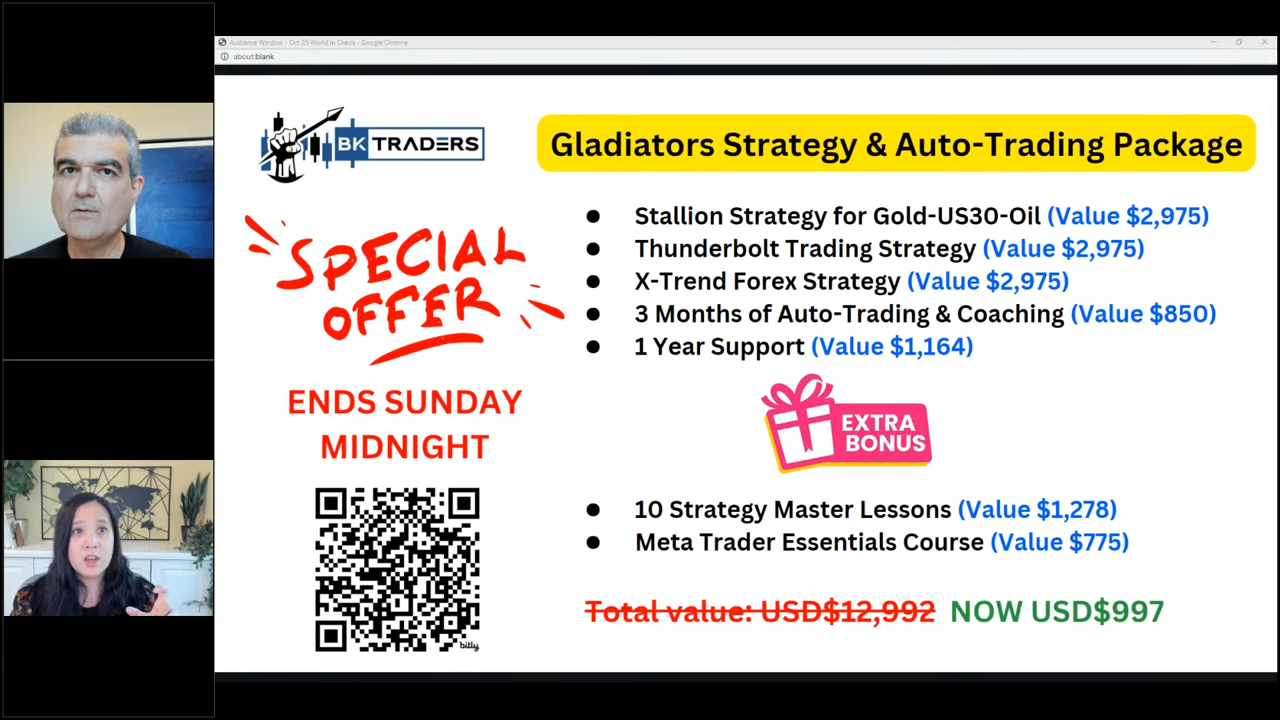 Audience Window - Oct 25 World in Chaos - Google Chrome
about:blank
BK TRADERS
Gladiators Strategy & Auto-Trading Package
SPECIAL
OFFER
ENDS SUNDAY
MIDNIGHT
bitly
● Stallion Strategy for Gold-US30-Oil (Value $2,975)
● Thunderbolt Trading Strategy (Value $2,975)
● X-Trend Forex Strategy (Value $2,975)
● 3 Months of Auto-Trading & Coaching (Value $850)
● 1 Year Support (Value $1,164)
EXTRA
BONUS
● 10 Strategy Master Lessons (Value $1,278)
● Meta Trader Essentials Course (Value $775)
Total value: USD$12,992 NOW USD$997